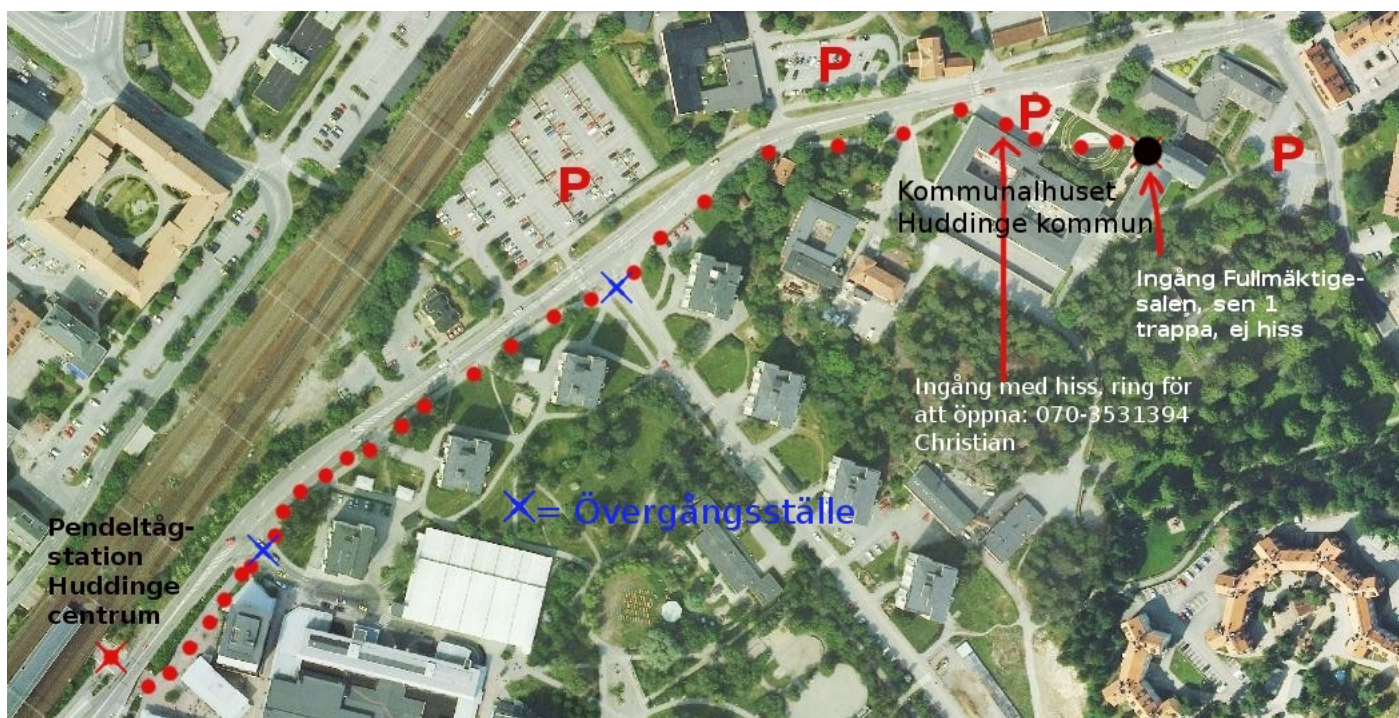 P
P
P
P
Kommunalhuset
Huddinge kommun
Ingång Fullmäktige-
salen, sen 1
trappa, ej hiss
Ingång med hiss, ring för
att öppna: 070-3531394
Christian
= Övergångsställe
Pendeltåg-
station
Huddinge
centrum